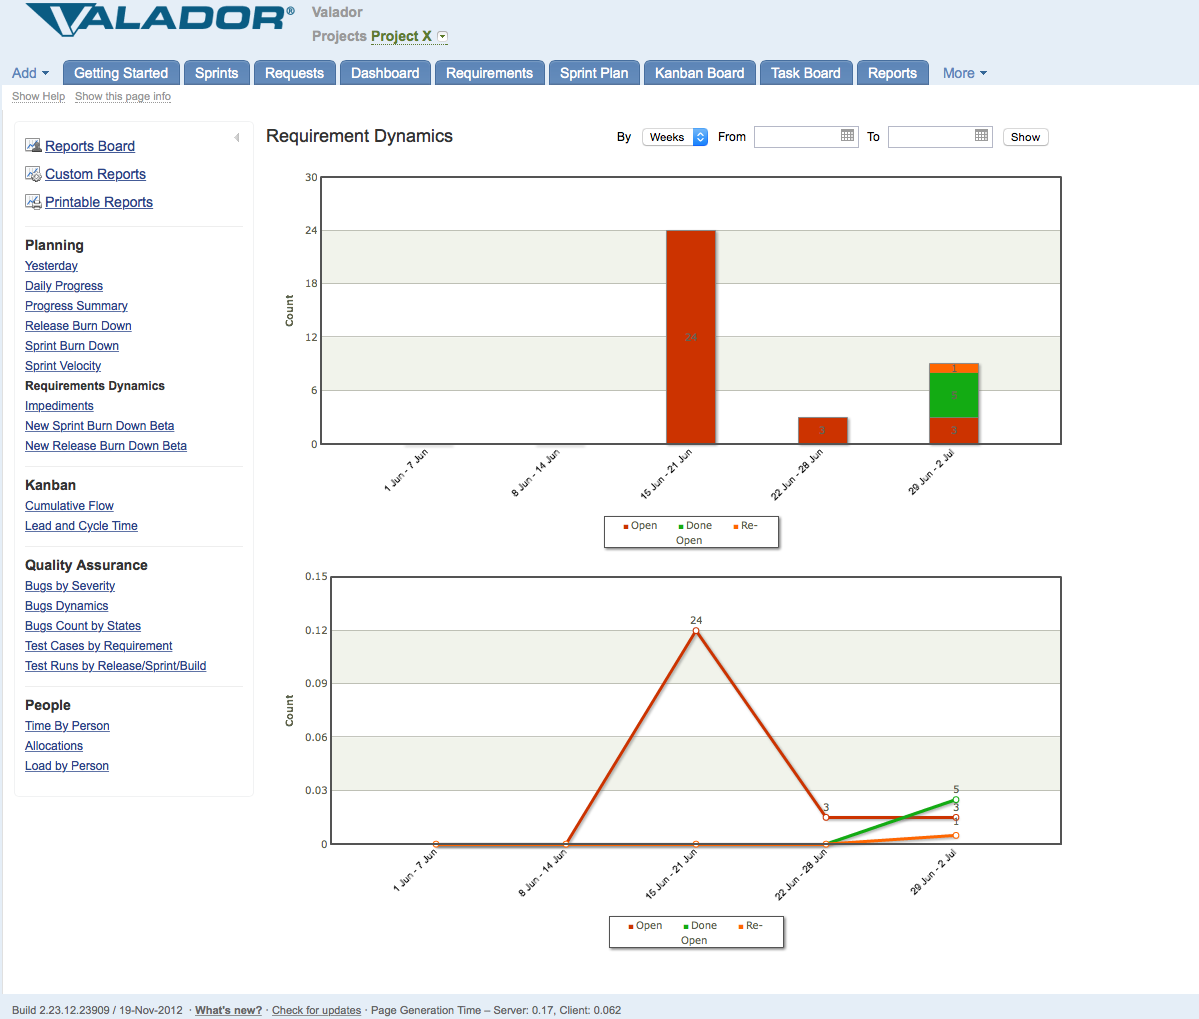 VALADOR®
Valador
Projects Project X
Add Getting Started Sprints Requests Dashboard Requirements Sprint Plan Kanban Board Task Board Reports More
Show Help Show this page info
Reports Board
Custom Reports
Printable Reports
Planning
Yesterday
Daily Progress
Progress Summary
Release Burn Down
Sprint Burn Down
Sprint Velocity
Requirements Dynamics
Impediments
New Sprint Burn Down Beta
New Release Burn Down Beta
Kanban
Cumulative Flow
Lead and Cycle Time
Quality Assurance
Bugs by Severity
Bugs Dynamics
Bugs Count by States
Test Cases by Requirement
Test Runs by Release/Sprint/Build
People
Time By Person
Allocations
Load by Person
Requirement Dynamics By Weeks From To Show
30
24
18
12
6
0
Count
24
3
1
5
3
1 Jun - 7 Jun
8 Jun - 14 Jun
15 Jun - 21 Jun
22 Jun - 28 Jun
29 Jun - 2 Jul
Open Done Re-
Open
0.15
0.12
0.09
0.06
0.03
0
Count
24
3
5
3
1
1 Jun - 7 Jun
8 Jun - 14 Jun
15 Jun - 21 Jun
22 Jun - 28 Jun
29 Jun - 2 Jul
Open Done Re-
Open
Build 2.23.12.23909 / 19-Nov-2012 · What's new? · Check for updates · Page Generation Time – Server: 0.17, Client: 0.062